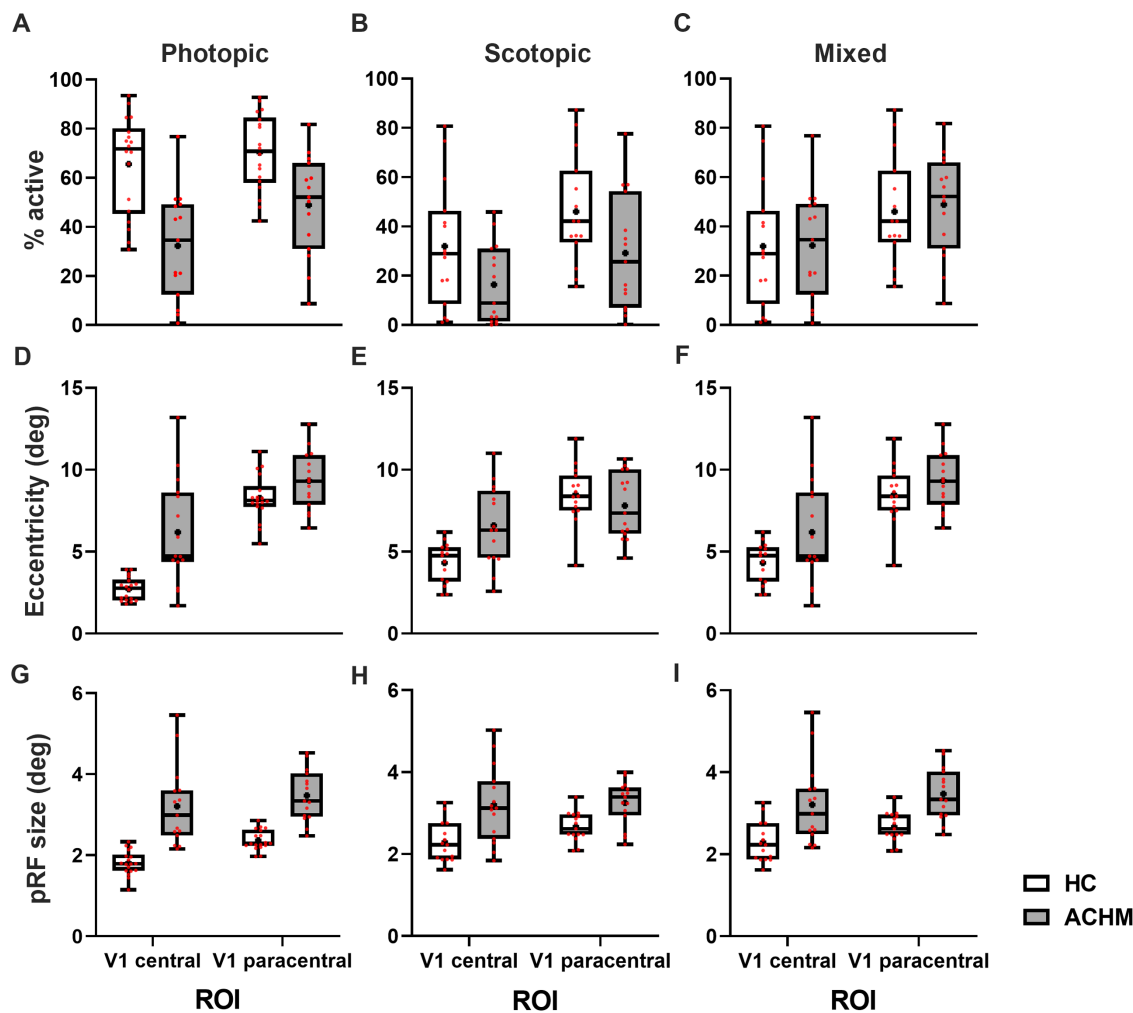 A
B
C
Photopic
Scotopic
Mixed
% active
100
80
60
40
20
0
100
80
60
40
20
0
100
80
60
40
20
0
D
E
F
Eccentricity (deg)
15
10
5
0
15
10
5
0
15
10
5
0
G
H
I
pRF size (deg)
6
4
2
0
6
4
2
0
6
4
2
0
HC
ACHM
V1 central
V1 paracentral
V1 central
V1 paracentral
V1 central
V1 paracentral
ROI
ROI
ROI